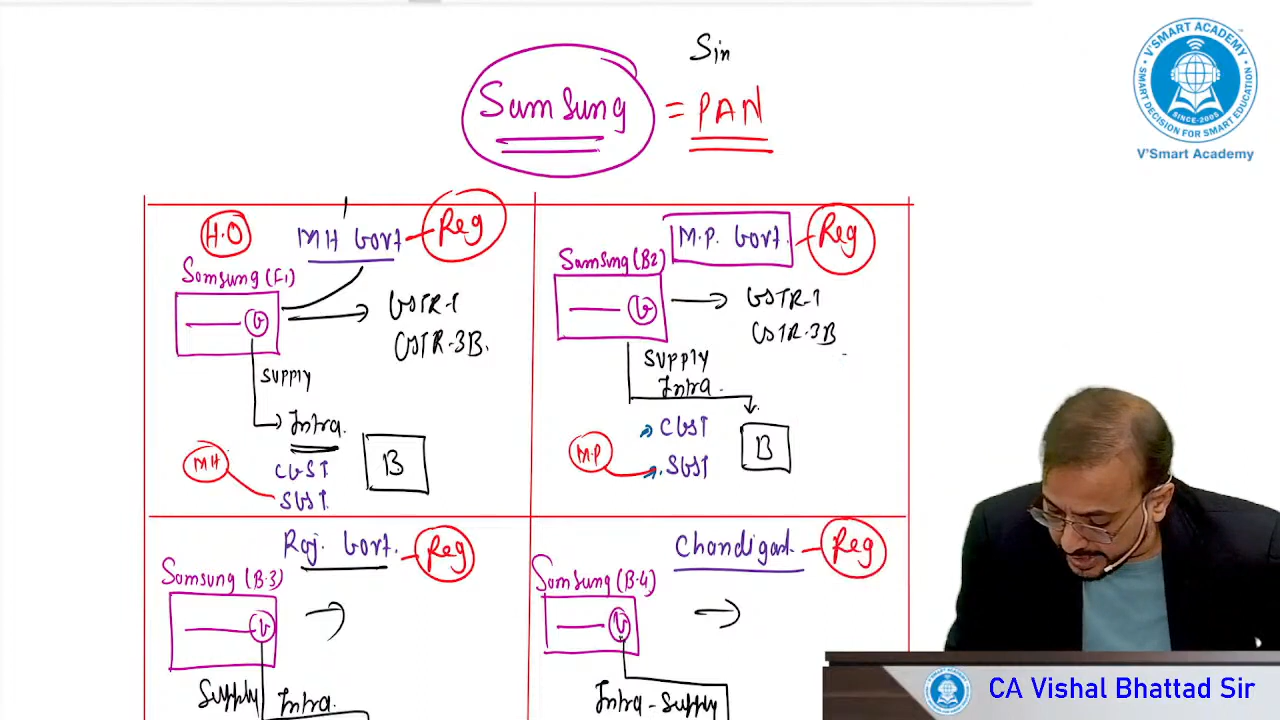 Sin
Samsung = PAN
H.O MH Govt Reg
Samsung (F1)
GSTR-1
GSTR-3B.
supply
Intra.
MH
CGST
SGST
B
M.P. Govt. Reg
Samsung (B2)
GSTR-1
GSTR-3B
supply
Intra.
CGST
M.P
SGST
B
Raj. Govt. Reg
Samsung (B.3)
Supply Intra.
Chandigarh Reg
Samsung (B.4)
Intra-Supply
V'SMART ACADEMY
SMART DECISION FOR SMART EDUCATION
SINCE-2005
V'Smart Academy
CA Vishal Bhattad Sir